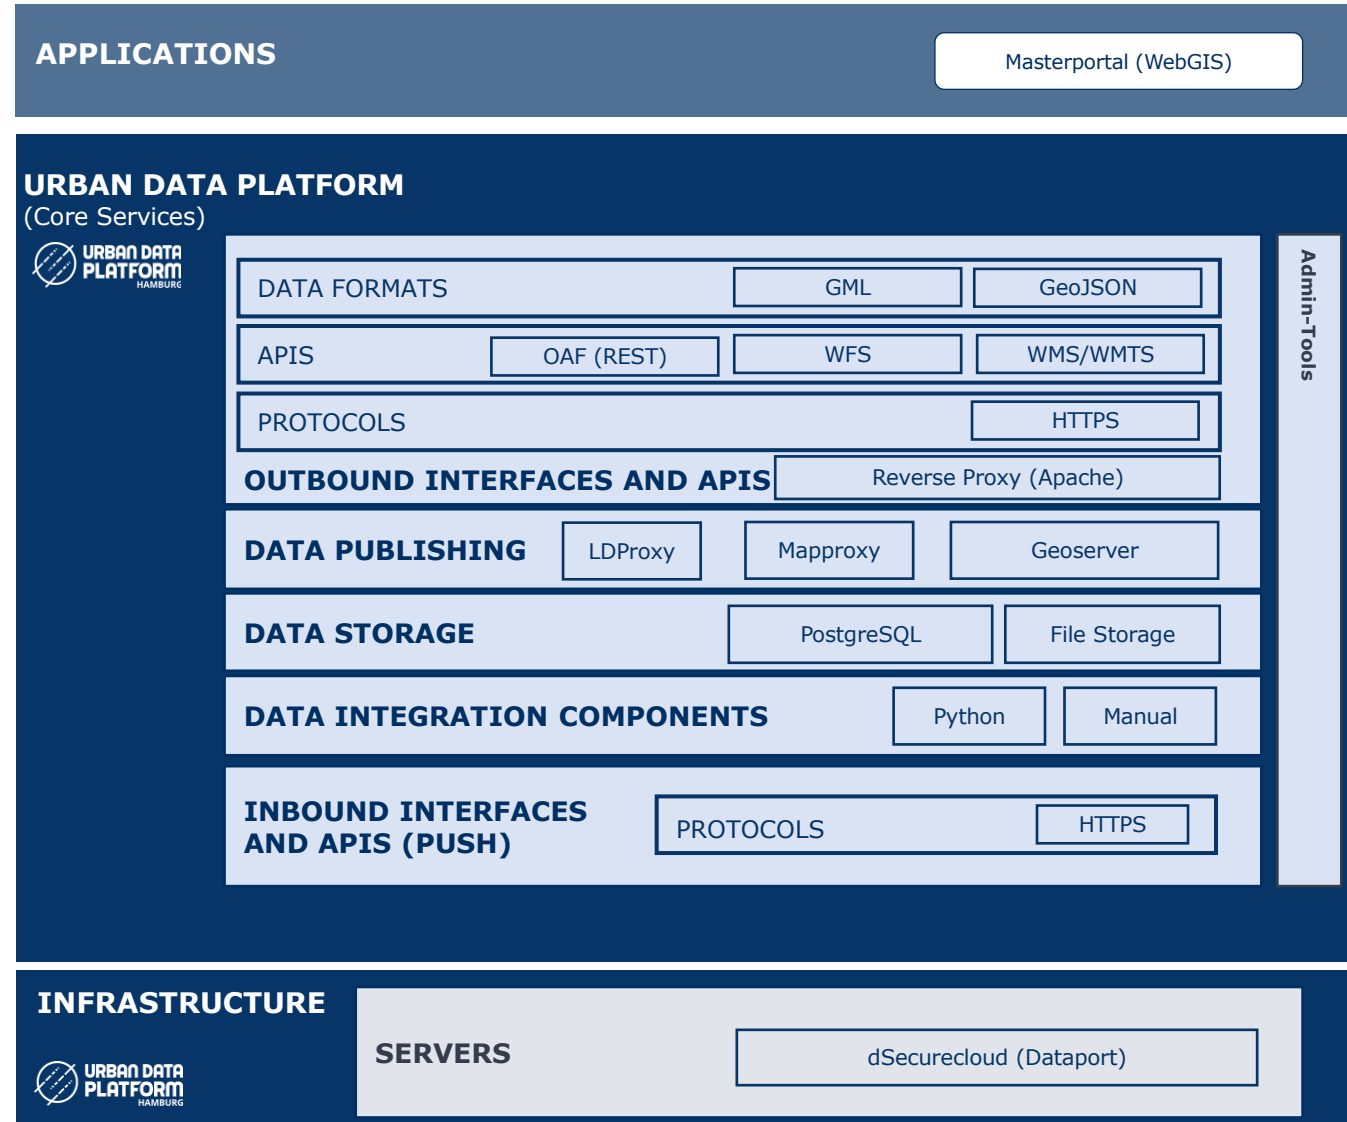 APPLICATIONS
Masterportal (WebGIS)
URBAN DATA PLATFORM
(Core Services)
URBAN DATA
PLATFORM
HAMBURG
DATA FORMATS
GML
GeoJSON
APIS
OAF (REST)
WFS
WMS/WMTS
PROTOCOLS
HTTPS
OUTBOUND INTERFACES AND APIS
Reverse Proxy (Apache)
DATA PUBLISHING
LDProxy
Mapproxy
Geoserver
DATA STORAGE
PostgreSQL
File Storage
DATA INTEGRATION COMPONENTS
Python
Manual
INBOUND INTERFACES
AND APIS (PUSH)
PROTOCOLS
HTTPS
Admin-Tools
INFRASTRUCTURE
URBAN DATA
PLATFORM
HAMBURG
SERVERS
dSecurecloud (Dataport)